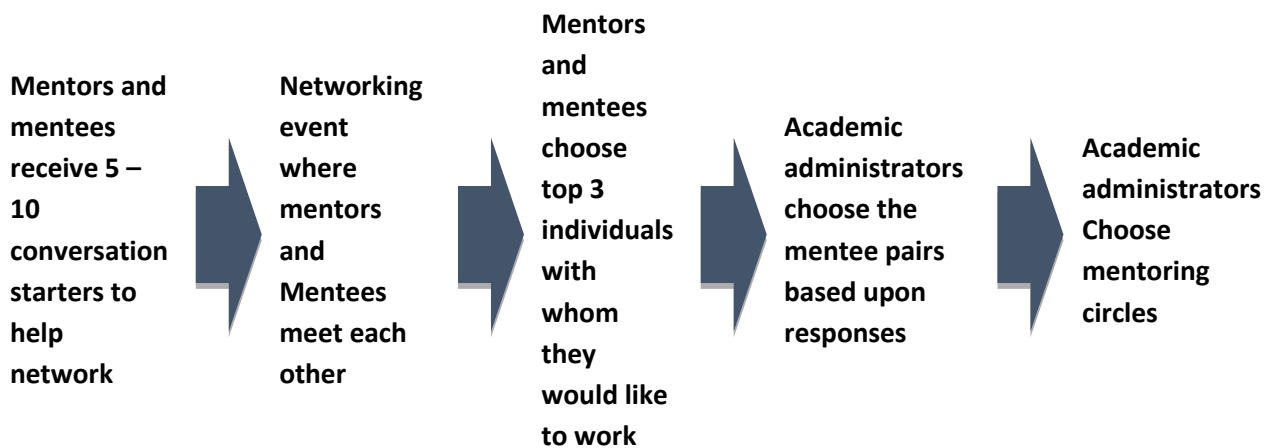 Mentors and
mentees
receive 5 –
10
conversation
starters to
help
network
Networking
event
where
mentors
and
Mentees
meet each
other
Mentors
and
mentees
choose
top 3
individuals
with
whom
they
would like
to work
Academic
administrators
choose the
mentee pairs
based upon
responses
Academic
administrators
Choose
mentoring
circles